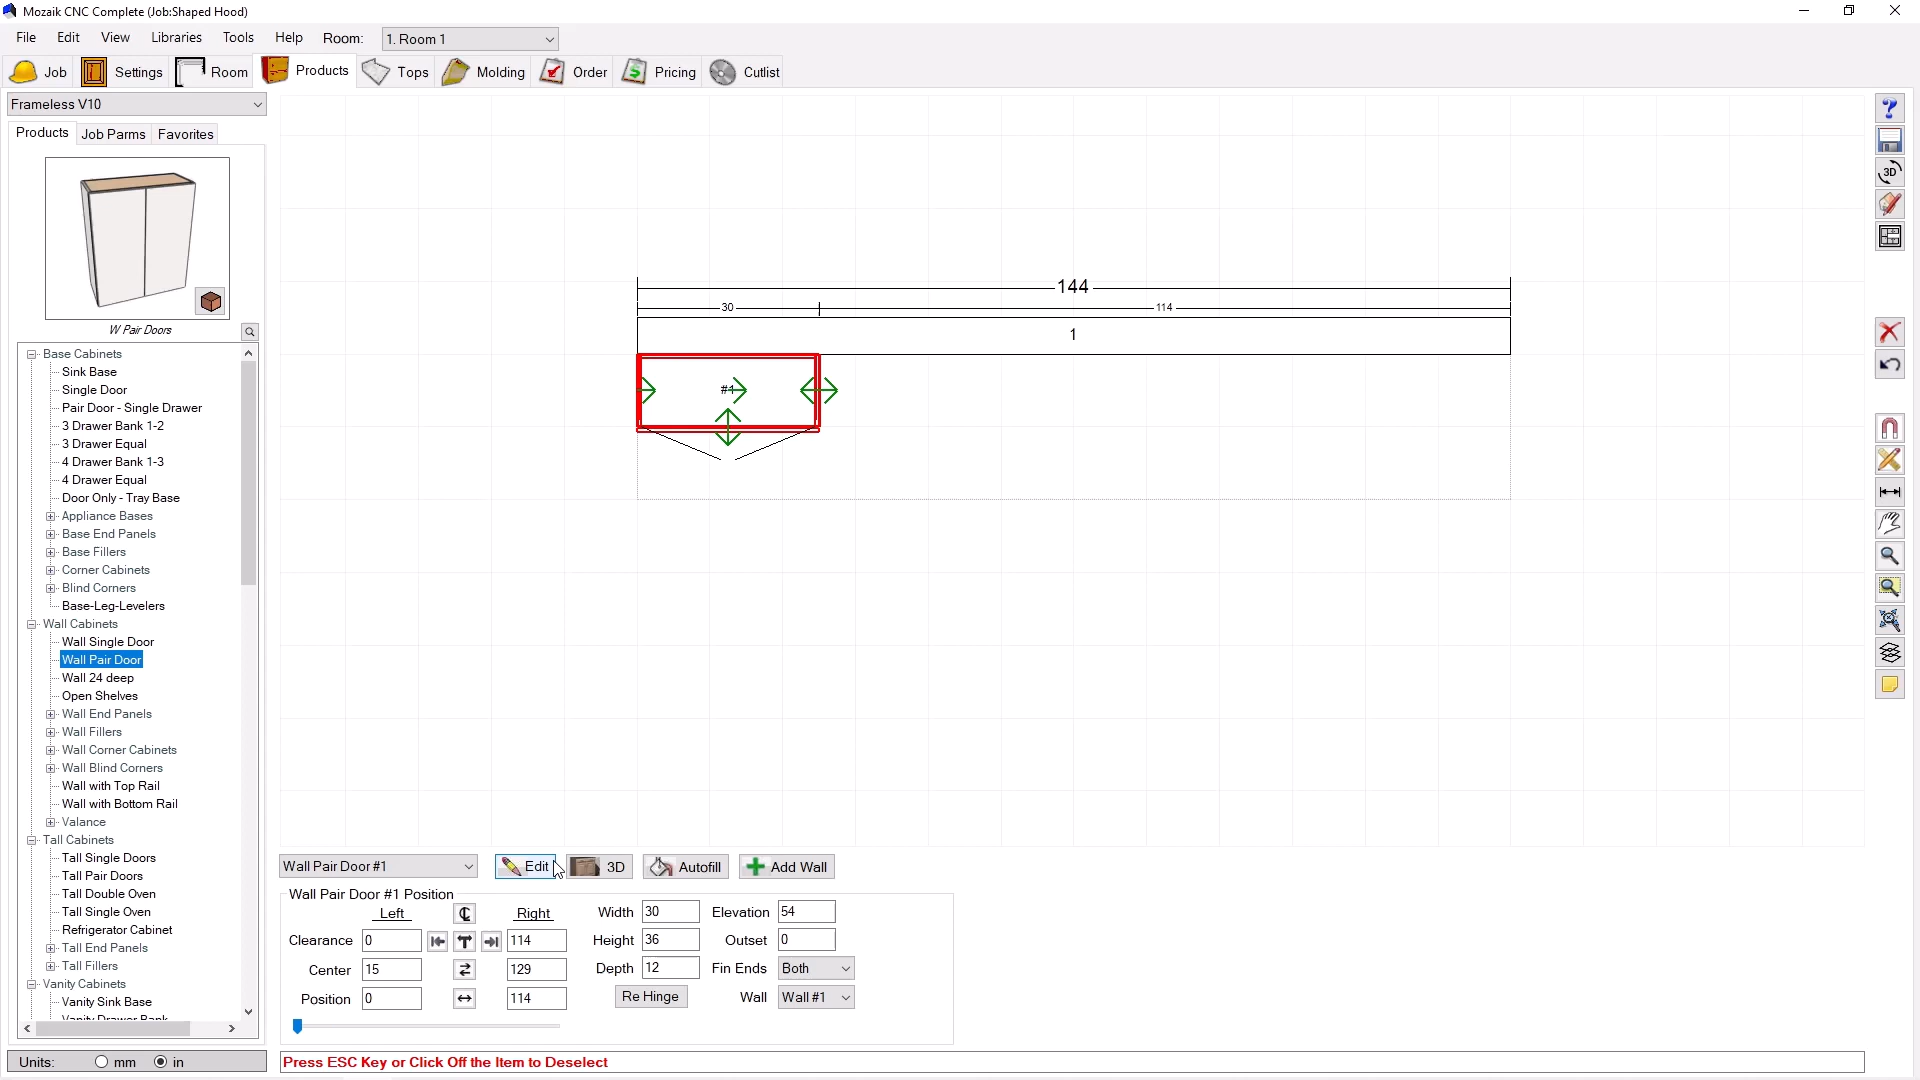 Mozaik CNC Complete (Job:Shaped Hood)
File Edit View Libraries Tools Help Room: 1. Room 1
Job Settings Room Products Tops Molding Order Pricing Cutlist
Frameless V10
Products Job Parms Favorites
W Pair Doors
Base Cabinets
Sink Base
Single Door
Pair Door - Single Drawer
3 Drawer Bank 1-2
3 Drawer Equal
4 Drawer Bank 1-3
4 Drawer Equal
Door Only - Tray Base
Appliance Bases
Base End Panels
Base Fillers
Corner Cabinets
Blind Corners
Base-Leg-Levelers
Wall Cabinets
Wall Single Door
Wall Pair Door
Wall 24 deep
Open Shelves
Wall End Panels
Wall Fillers
Wall Corner Cabinets
Wall Blind Corners
Wall with Top Rail
Wall with Bottom Rail
Valance
Tall Cabinets
Tall Single Doors
Tall Pair Doors
Tall Double Oven
Tall Single Oven
Refrigerator Cabinet
Tall End Panels
Tall Fillers
Vanity Cabinets
Vanity Sink Base
Vanity Drawer Bank
Units: mm in
144
30 114
1
#1
3D
Wall Pair Door #1 Edit 3D Autofill Add Wall
Wall Pair Door #1 Position
Left Right Width 30 Elevation 54
Clearance 0 114 Height 36 Outset 0
Center 15 129 Depth 12 Fin Ends Both
Position 0 114 Re Hinge Wall Wall #1
Press ESC Key or Click Off the Item to Deselect